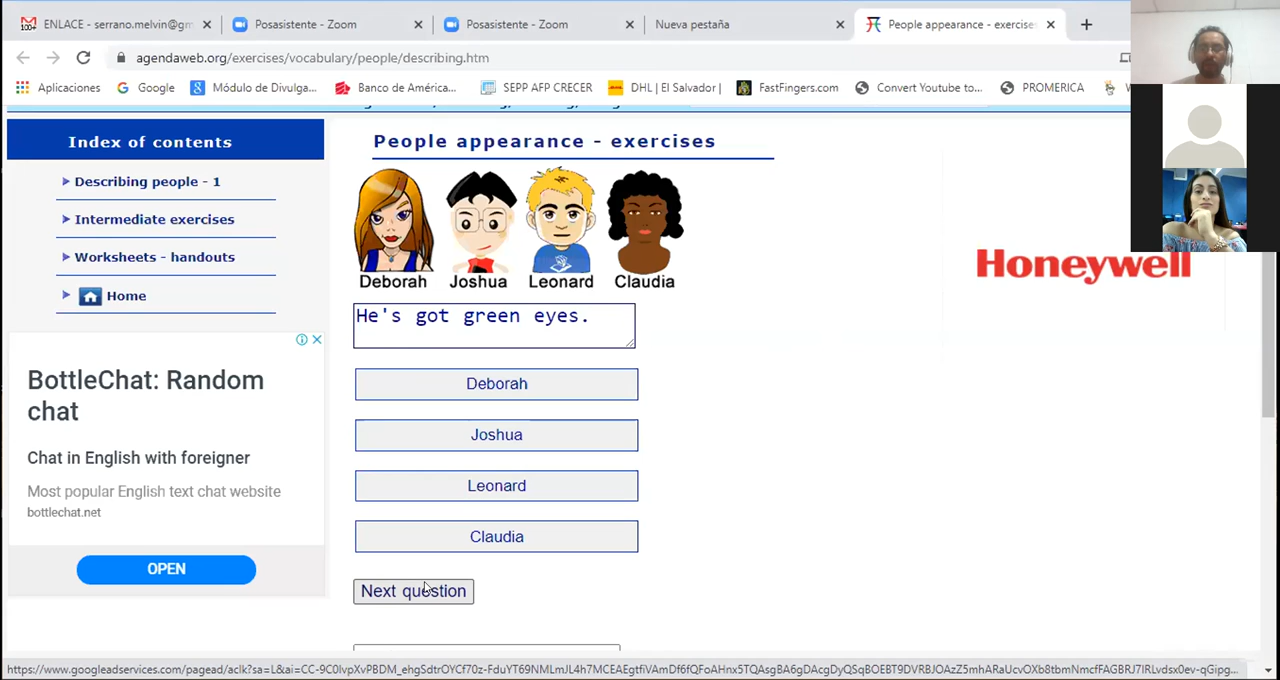 ENLACE - serrano.melvin@gm
Posasistente - Zoom
Posasistente - Zoom
Nueva pestaña
People appearance - exercises
agendaweb.org/exercises/vocabulary/people/describing.htm
Aplicaciones
Google
Módulo de Divulga...
Banco de América...
SEPP AFP CRECER
DHL | El Salvador |
FastFingers.com
Convert Youtube to...
PROMERICA
Index of contents
Describing people - 1
Intermediate exercises
Worksheets - handouts
Home
BottleChat: Random
chat
Chat in English with foreigner
Most popular English text chat website
bottlechat.net
OPEN
People appearance - exercises
Deborah
Joshua
Leonard
Claudia
He's got green eyes.
Deborah
Joshua
Leonard
Claudia
Next question
Honeywell